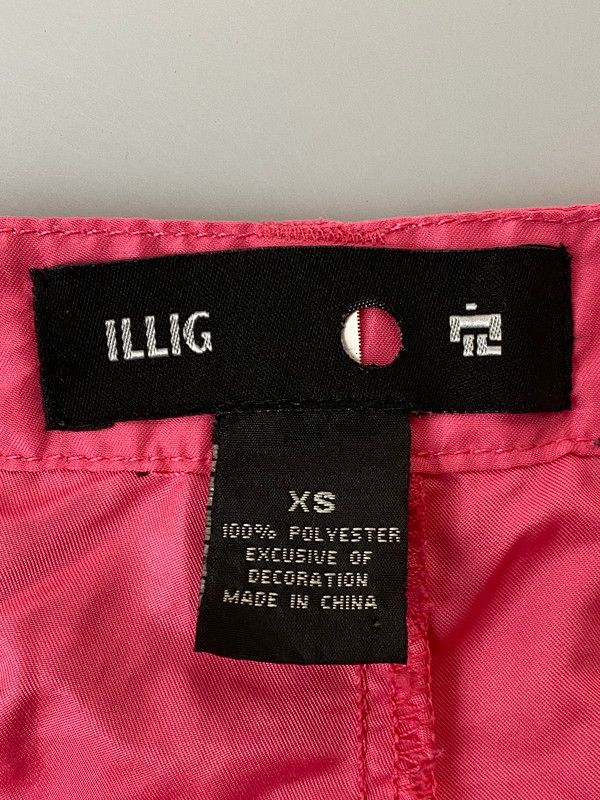 ILLIG
XS
100% POLYESTER
EXCUSIVE OF
DECORATION
MADE IN CHINA